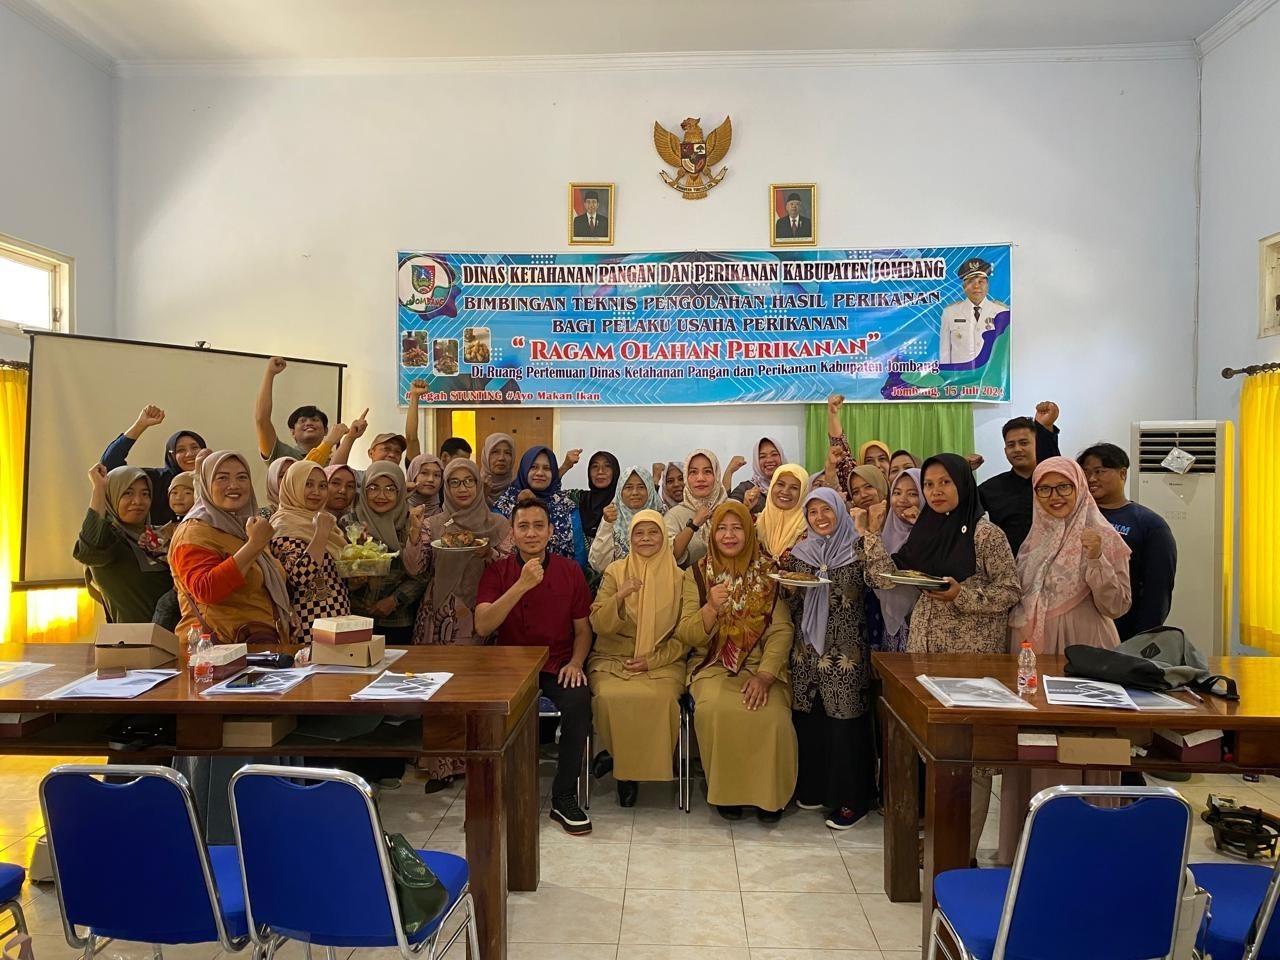 DINAS KETAHANAN PANGAN DAN PERIKANAN KABUPATEN JOMBANG
BIMBINGAN TEKNIS PENGOLAHAN HASIL PERIKANAN
BAGI PELAKU USAHA PERIKANAN
“ RAGAM OLAHAN PERIKANAN”
Di Ruang Pertemuan Dinas Ketahanan Pangan dan Perikanan Kabupaten Jombang
STUNTING #Ayo Makan Ikan
Jombang, 15 Juli 2024
JOMBANG